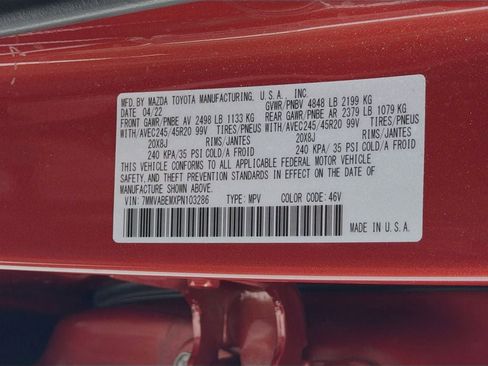 MFD. BY MAZDA TOYOTA MANUFACTURING, U.S.A., INC.
DATE 04/22 GVWR/PNBV 4848 LB 2199 KG
FRONT GAWR/PNBE AV 2498 LB 1133 KG REAR GAWR/PNBE AR 2379 LB 1079 KG
WITH/AVEC245/45R20 99V TIRES/PNEUS WITH/AVEC245/45R20 99V TIRES/PNEUS
20X8J RIMS/JANTES 20X8J RIMS/JANTES
240 KPA/ 35 PSI COLD/A FROID 240 KPA/ 35 PSI COLD/A FROID
THIS VEHICLE CONFORMS TO ALL APPLICABLE FEDERAL MOTOR VEHICLE
SAFETY, AND THEFT PREVENTION STANDARDS IN EFFECT ON THE DATE OF
MANUFACTURE SHOWN ABOVE.
VIN: 7MMVABEMXPN103286 TYPE: MPV COLOR CODE: 46V
MADE IN U.S.A.